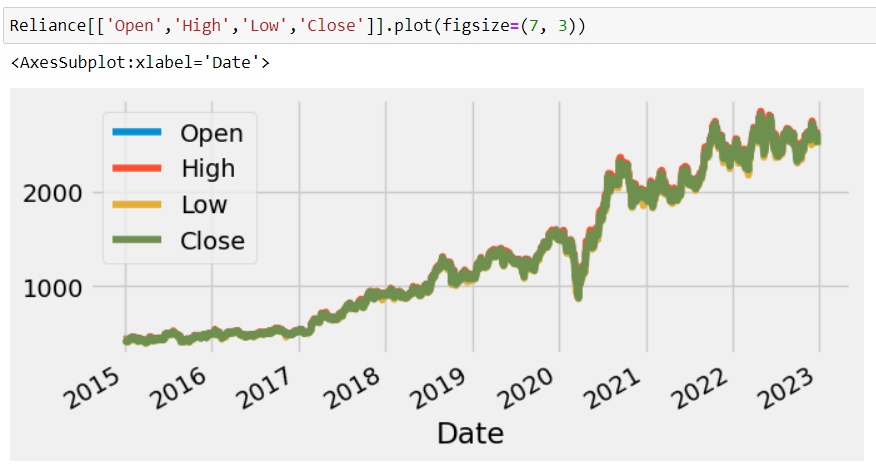 Reliance[['Open','High','Low','Close']].plot(figsize=(7, 3))
<AxesSubplot:xlabel='Date'>
Open
High
Low
Close
2000
1000
2015 2016 2017 2018 2019 2020 2021 2022 2023
Date